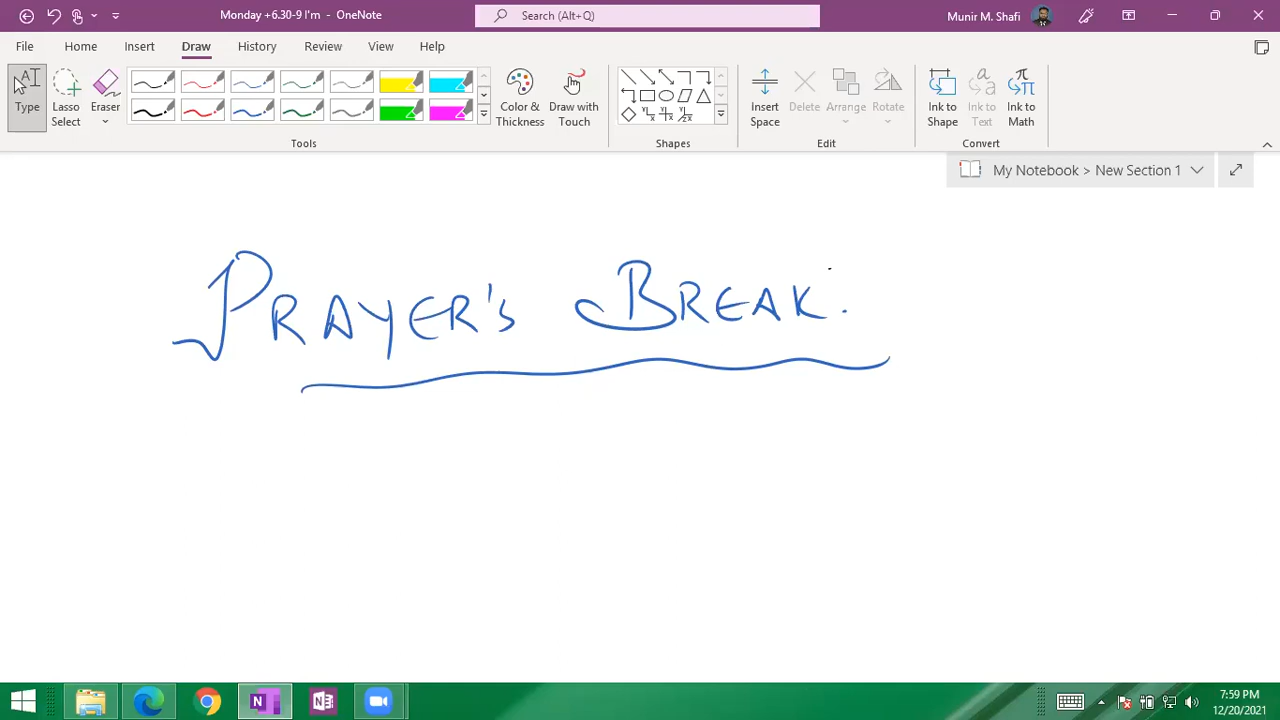 Monday +6.30-9 I'm - OneNote
Search (Alt+Q)
Munir M. Shafi
File Home Insert Draw History Review View Help
Type
Lasso Select
Eraser
Color & Thickness
Draw with Touch
Insert Space
Delete
Arrange
Rotate
Ink to Shape
Ink to Text
Ink to Math
Tools Shapes Edit Convert
My Notebook > New Section 1
PRAYER'S BREAK.
7:59 PM
12/20/2021